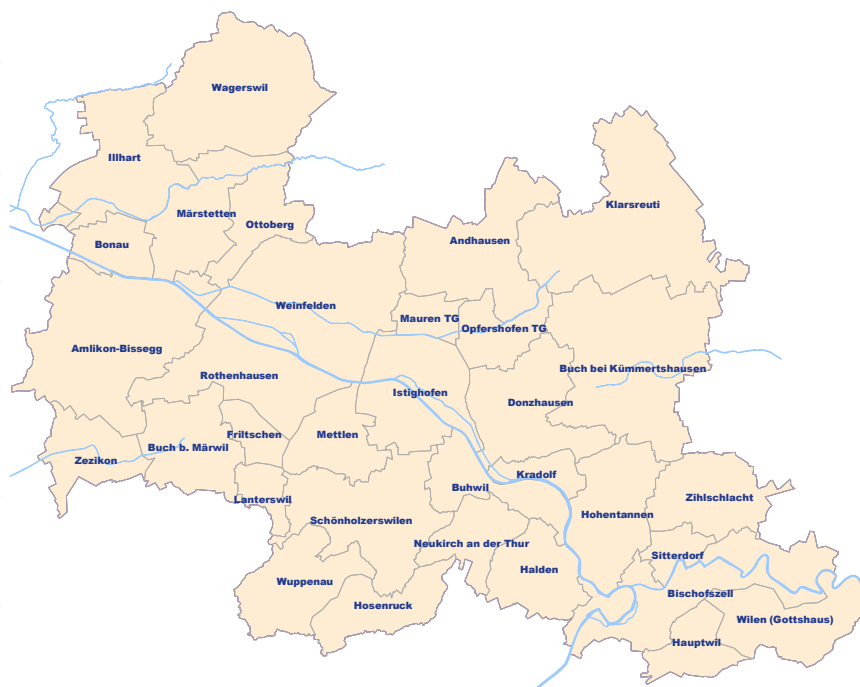 Wagerswil
Illhart
Klarsreuti
Märstetten
Ottoberg
Andhausen
Bonau
Weinfelden
Mauren TG
Opfershofen TG
Amlikon-Bissegg
Buch bei Kümmertshausen
Rothenhausen
Istighofen
Donzhausen
Friltschen
Mettlen
Buch b. Märwil
Zezikon
Kradolf
Buhwil
Lanterswil
Zihlschlacht
Hohentannen
Schönholzerswilen
Neukirch an der Thur
Sitterdorf
Halden
Wuppenau
Bischofszell
Hosenruck
Wilen (Gottshaus)
Hauptwil